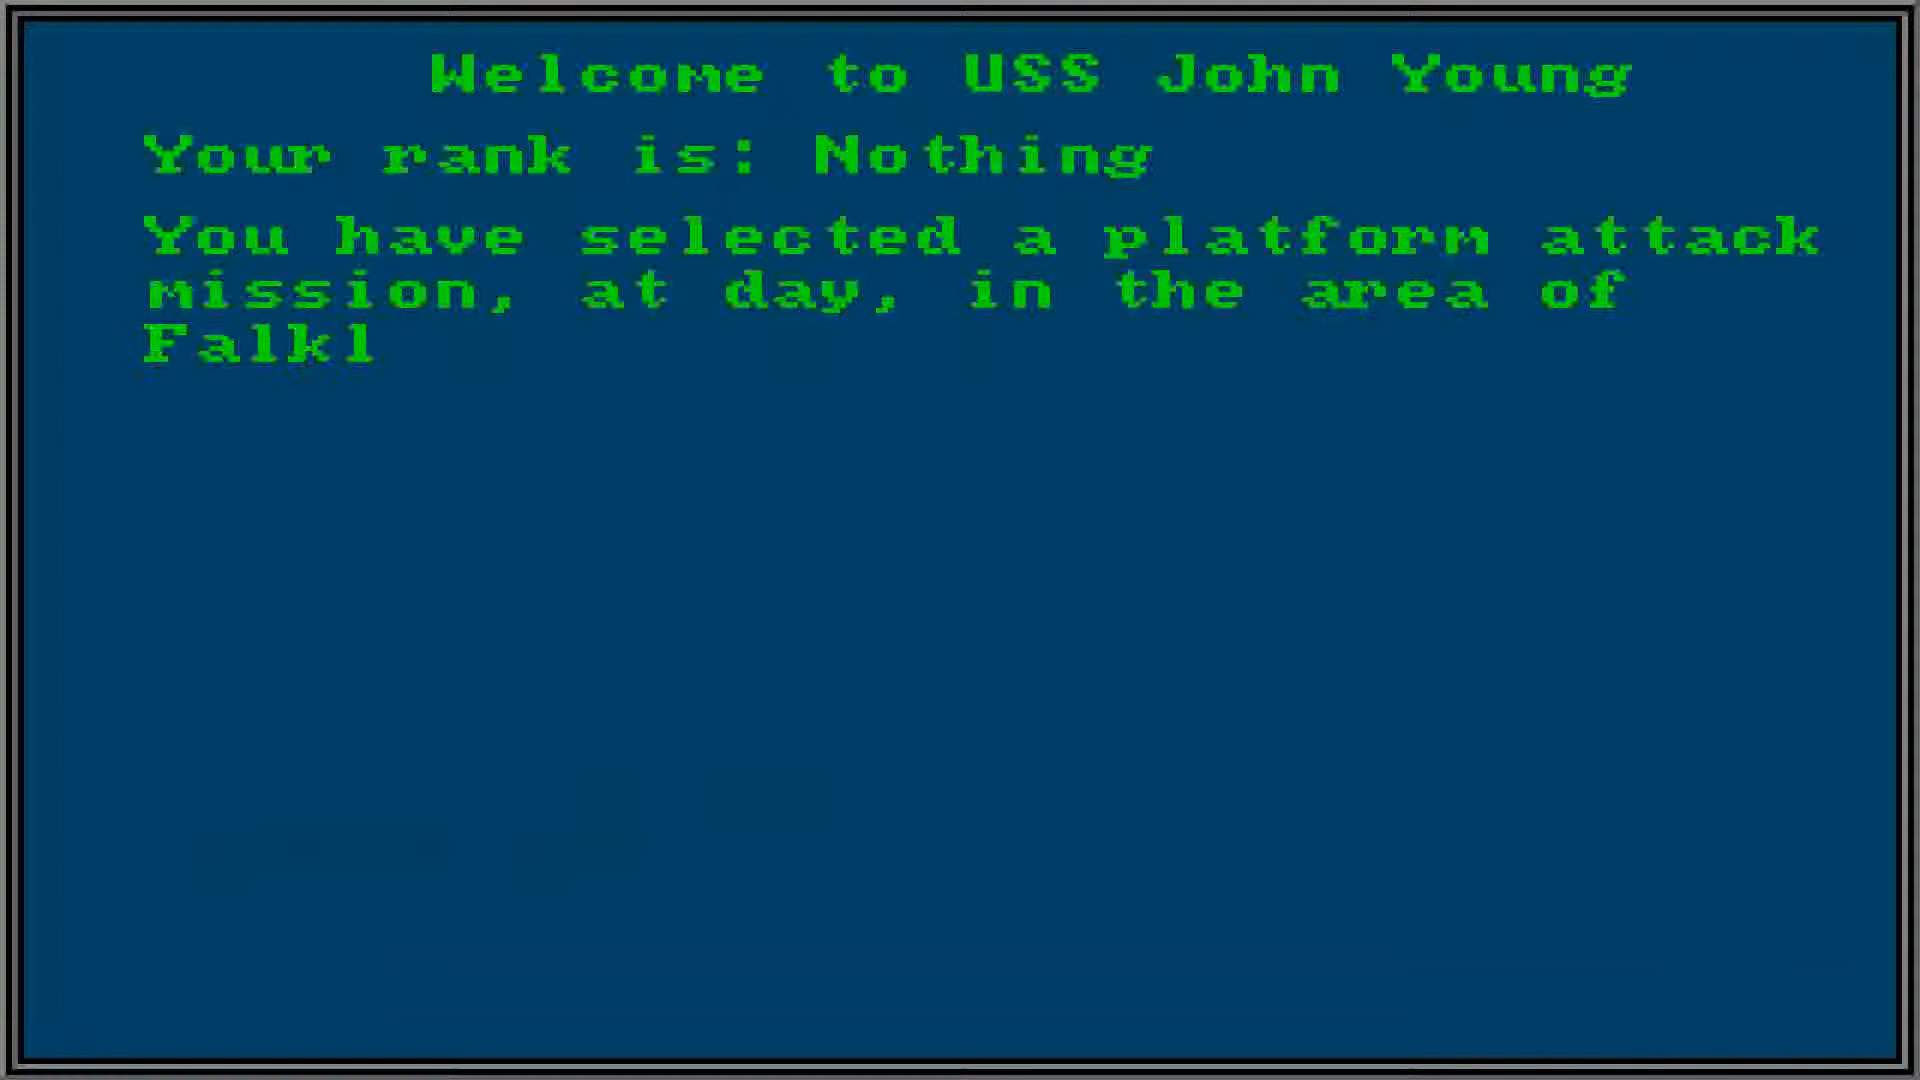 Welcome to USS John Young
Your rank is: Nothing
You have selected a platform attack
mission, at day, in the area of
Falkl